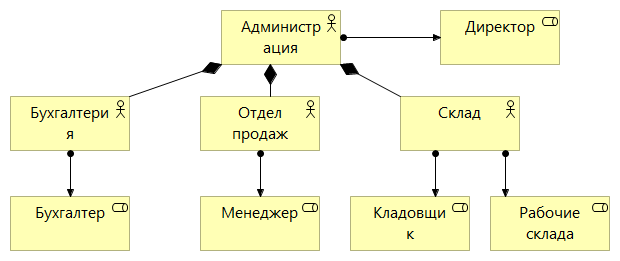 Администр
ация
Директор
Бухгалтери
я
Отдел
продаж
Склад
Бухгалтер
Менеджер
Кладовщи
к
Рабочие
склада